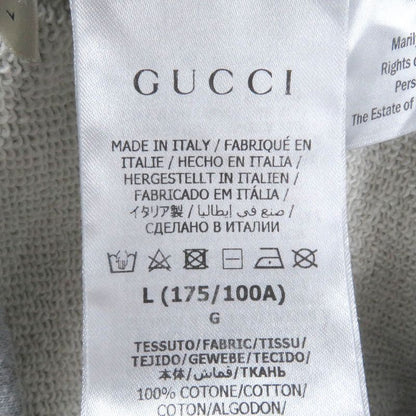 GUCCI
MADE IN ITALY / FABRIQUÉ EN
ITALIE / HECHO EN ITALIA /
HERGESTELLT IN ITALIEN /
FABRICADO EM ITÁLIA /
イタリア製 / صنع في إيطاليا /
СДЕЛАНО В ИТАЛИИ
L (175/100A)
G
TESSUTO/FABRIC/TISSU/
TEJIDO/GEWEBE/TECIDO/
本体/قماش/ТКАНЬ
100% COTONE/COTTON/
COTON/ALGODON/
Marily
Rights o
Pers
The Estate of